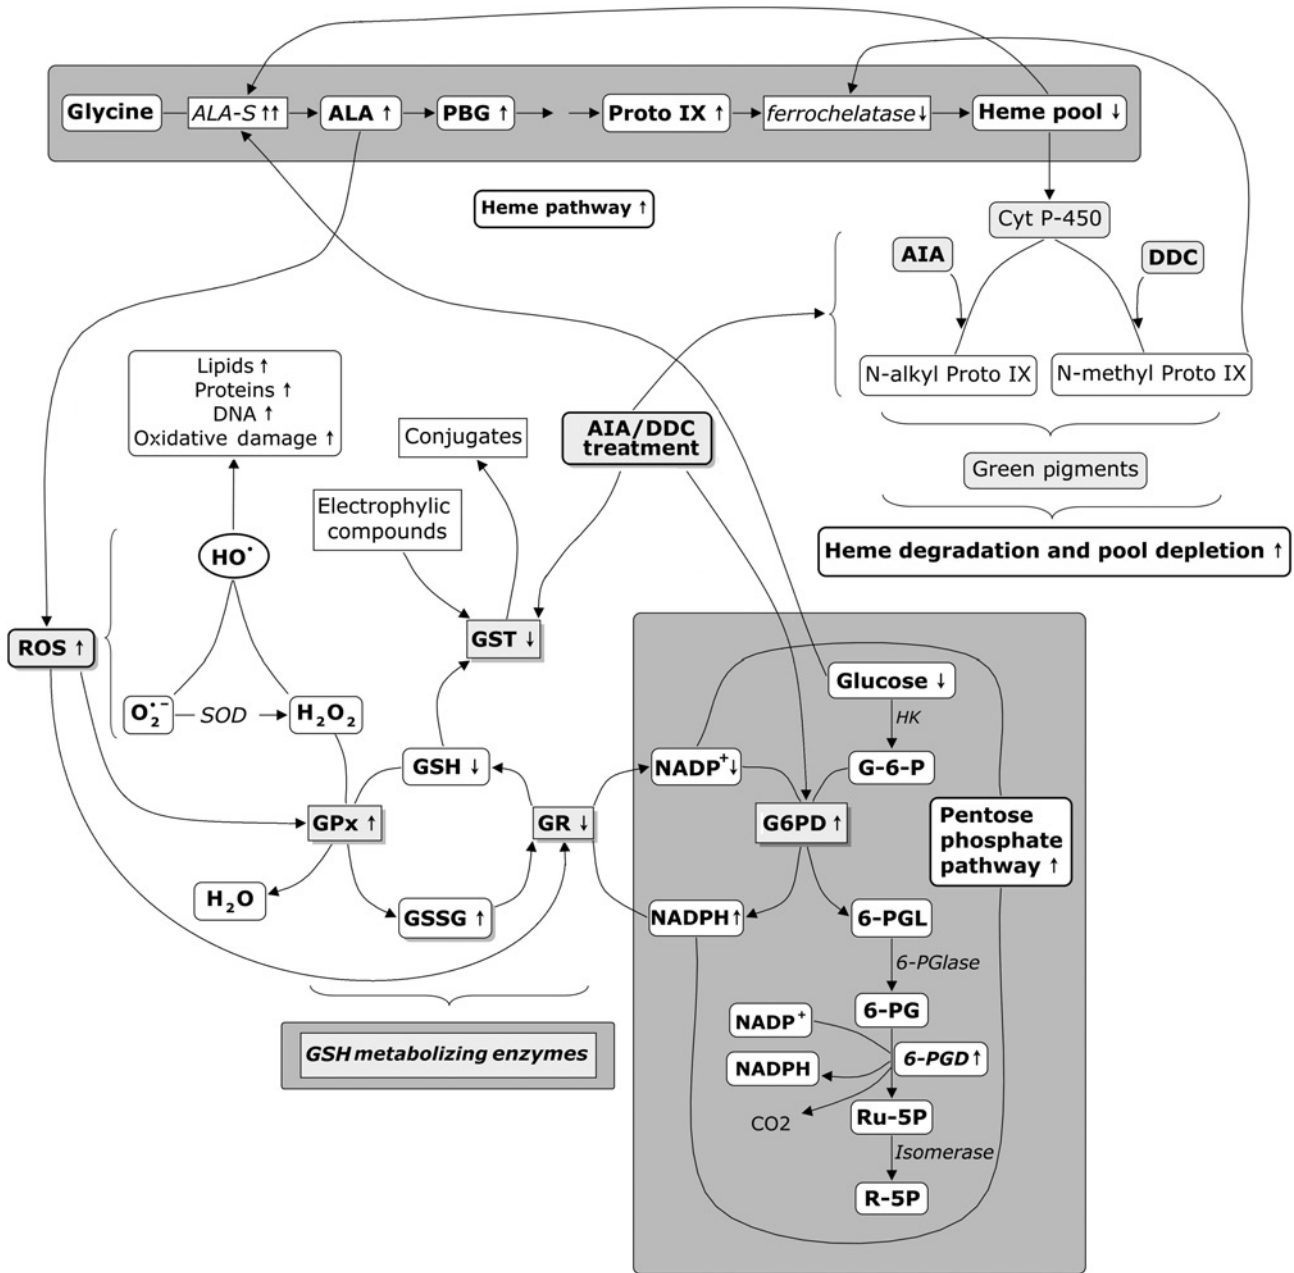 Glycine
ALA-S ↑↑
ALA ↑
PBG ↑
Proto IX ↑
ferrochelatase ↓
Heme pool ↓
Heme pathway ↑
Cyt P-450
AIA
DDC
N-alkyl Proto IX
N-methyl Proto IX
Green pigments
Heme degradation and pool depletion ↑
Lipids ↑
Proteins ↑
DNA ↑
Oxidative damage ↑
Conjugates
AIA/DDC
treatment
Electrophylic
compounds
HO•
GST ↓
ROS ↑
O₂•−
SOD
H₂O₂
GSH ↓
GPx ↑
GR ↓
H₂O
GSSG ↑
GSH metabolizing enzymes
Glucose ↓
HK
NADP⁺ ↓
G-6-P
G6PD ↑
Pentose
phosphate
pathway ↑
NADPH ↑
6-PGL
6-PGlase
6-PG
NADP⁺
6-PGD ↑
NADPH
CO2
Ru-5P
Isomerase
R-5P